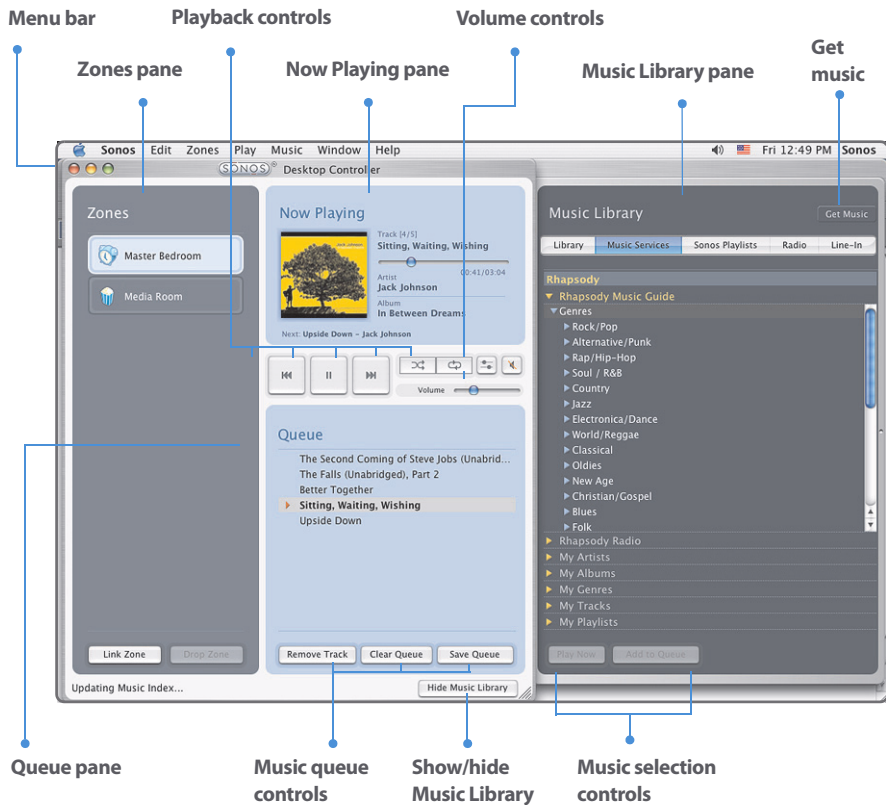 Menu bar
Playback controls
Volume controls
Zones pane
Now Playing pane
Music Library pane
Get
music
Sonos Edit Zones Play Music Window Help
Fri 12:49 PM Sonos
SONOS® Desktop Controller
Zones
Master Bedroom
Media Room
Link Zone
Drop Zone
Updating Music Index...
Now Playing
Jack Johnson
Track [4/5]
Sitting, Waiting, Wishing
00:41/03:04
Artist
Jack Johnson
Album
In Between Dreams
Next: Upside Down – Jack Johnson
Volume
Queue
The Second Coming of Steve Jobs (Unabrid...
The Falls (Unabridged), Part 2
Better Together
Sitting, Waiting, Wishing
Upside Down
Remove Track
Clear Queue
Save Queue
Hide Music Library
Music Library
Get Music
Library
Music Services
Sonos Playlists
Radio
Line-In
Rhapsody
Rhapsody Music Guide
Genres
Rock/Pop
Alternative/Punk
Rap/Hip-Hop
Soul / R&B
Country
Jazz
Electronica/Dance
World/Reggae
Classical
Oldies
New Age
Christian/Gospel
Blues
Folk
Rhapsody Radio
My Artists
My Albums
My Genres
My Tracks
My Playlists
Play Now
Add to Queue
Queue pane
Music queue
controls
Show/hide
Music Library
Music selection
controls